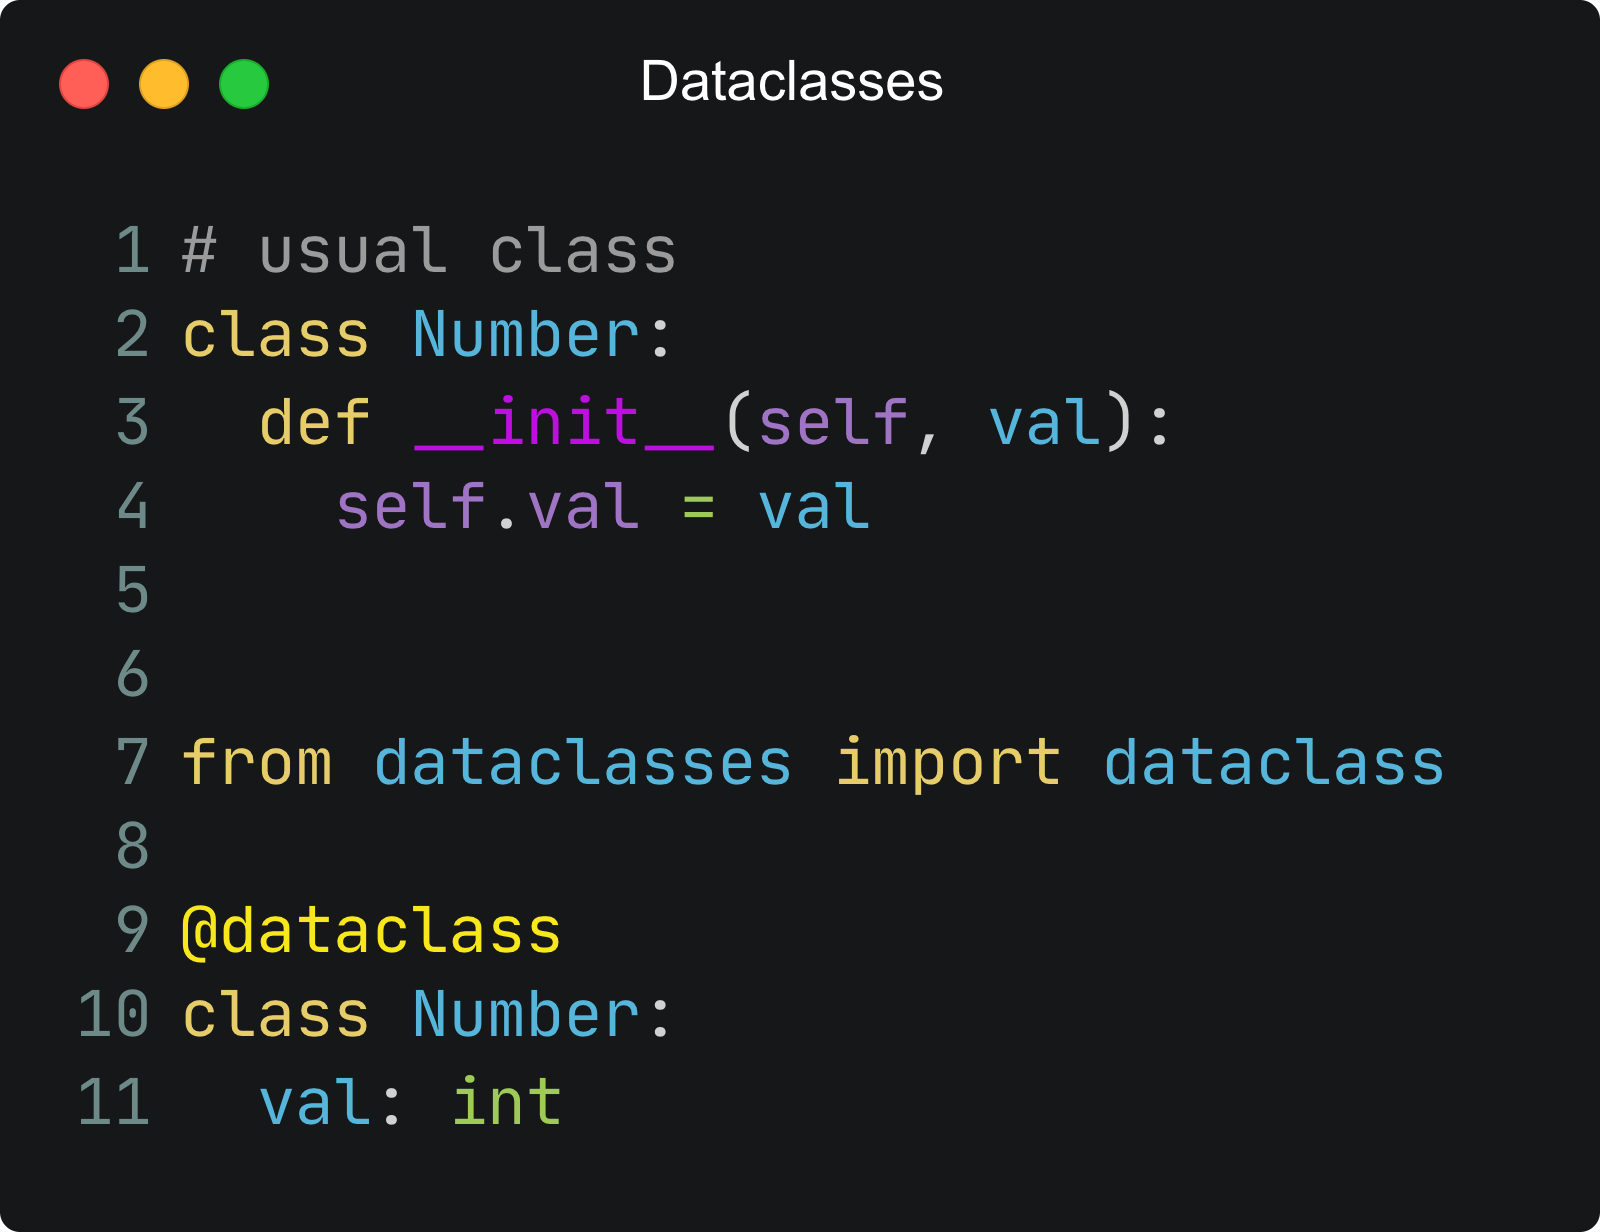 Dataclasses
1 # usual class
2 class Number:
3   def __init__(self, val):
4     self.val = val
5
6
7 from dataclasses import dataclass
8
9 @dataclass
10 class Number:
11   val: int